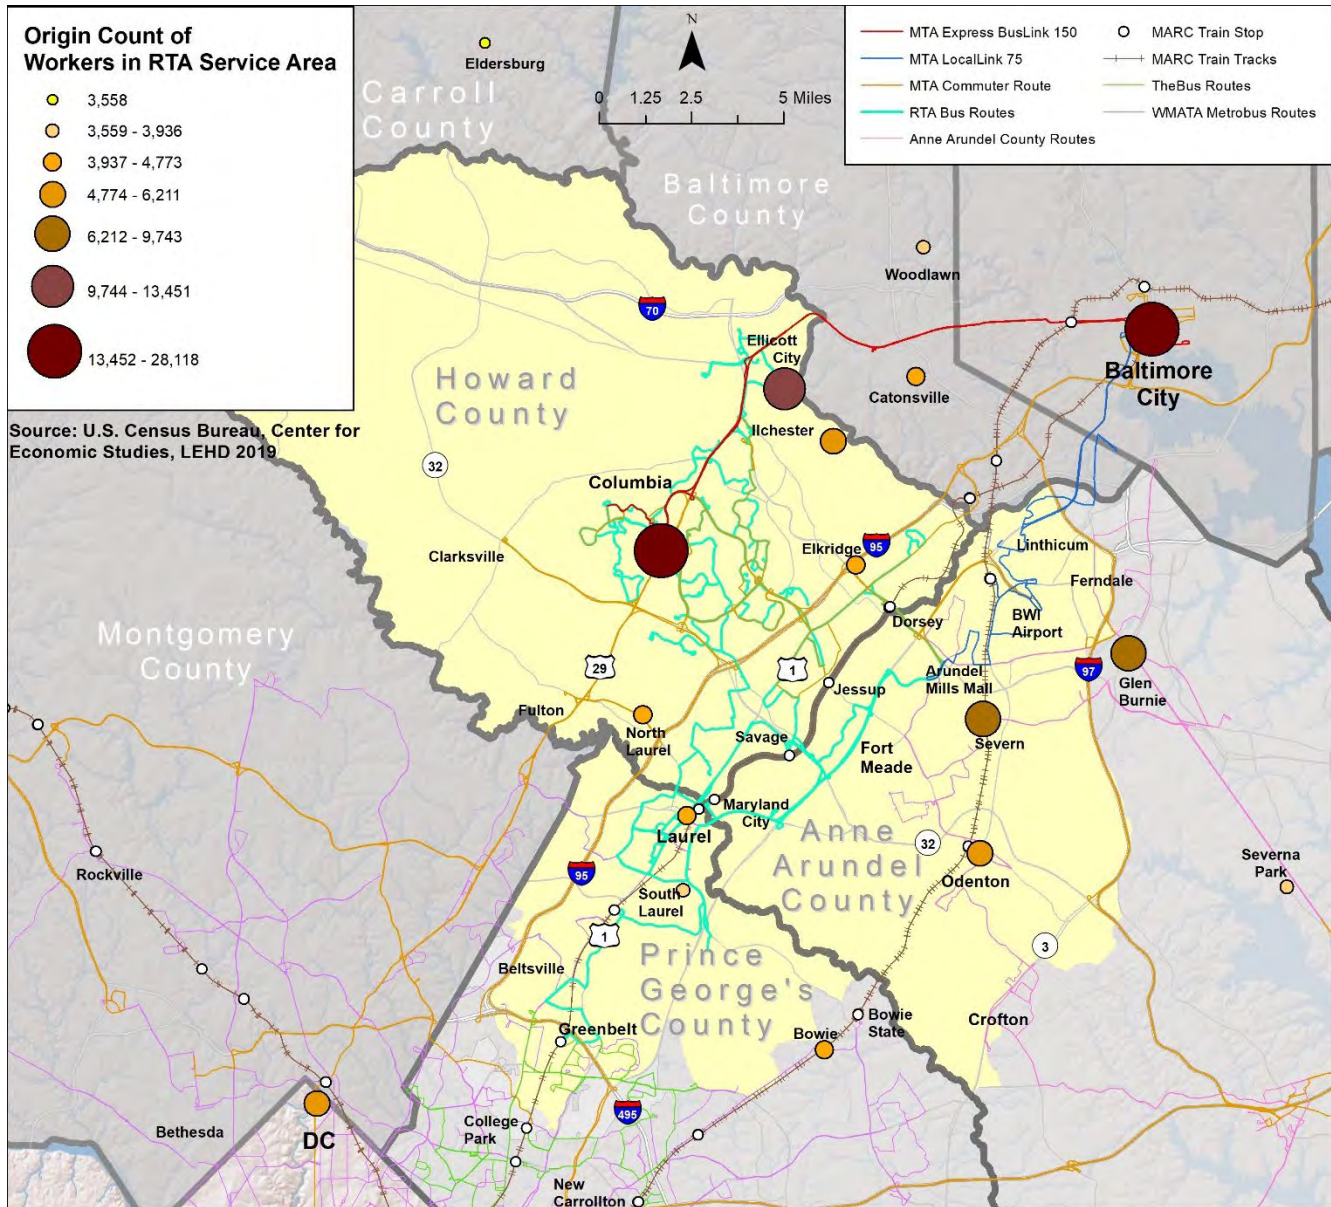 Origin Count of
Workers in RTA Service Area
3,558
3,559 - 3,936
3,937 - 4,773
4,774 - 6,211
6,212 - 9,743
9,744 - 13,451
13,452 - 28,118
Source: U.S. Census Bureau, Center for
Economic Studies, LEHD 2019
N
0 1.25 2.5 5 Miles
MTA Express BusLink 150
MTA LocalLink 75
MTA Commuter Route
RTA Bus Routes
Anne Arundel County Routes
MARC Train Stop
MARC Train Tracks
TheBus Routes
WMATA Metrobus Routes
Eldersburg
Carroll
County
Baltimore
County
Woodlawn
70
Ellicott
City
Howard
County
Catonsville
Baltimore
City
Ilchester
32
Columbia
Clarksville
Elkridge
95
Linthicum
Ferndale
Dorsey
BWI
Airport
Montgomery
County
29
1
Jessup
Arundel
Mills Mall
97
Glen
Burnie
Fulton
North
Laurel
Savage
Fort
Meade
Severn
Maryland
City
Laurel
Anne
Arundel
County
32
Odenton
Severna
Park
Rockville
95
South
Laurel
1
3
Beltsville
Prince
George's
County
Greenbelt
Bowie
Bowie
State
Crofton
495
Bethesda
DC
College
Park
New
Carrollton